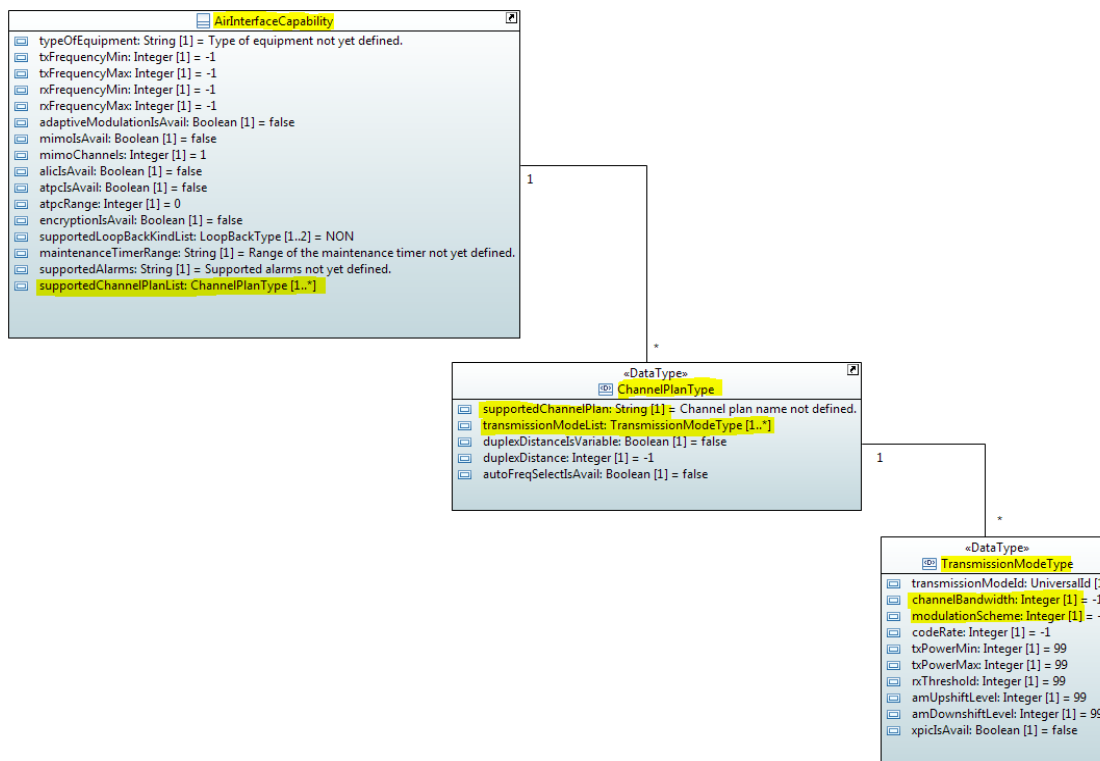 AirInterfaceCapability
typeOfEquipment: String [1] = Type of equipment not yet defined.
txFrequencyMin: Integer [1] = -1
txFrequencyMax: Integer [1] = -1
rxFrequencyMin: Integer [1] = -1
rxFrequencyMax: Integer [1] = -1
adaptiveModulationIsAvail: Boolean [1] = false
mimoIsAvail: Boolean [1] = false
mimoChannels: Integer [1] = 1
alicIsAvail: Boolean [1] = false
atpcIsAvail: Boolean [1] = false
atpcRange: Integer [1] = 0
encryptionIsAvail: Boolean [1] = false
supportedLoopBackKindList: LoopBackType [1..2] = NON
maintenanceTimerRange: String [1] = Range of the maintenance timer not yet defined.
supportedAlarms: String [1] = Supported alarms not yet defined.
supportedChannelPlanList: ChannelPlanType [1..*]
1
*
«DataType»
ChannelPlanType
supportedChannelPlan: String [1] = Channel plan name not defined.
transmissionModeList: TransmissionModeType [1..*]
duplexDistanceIsVariable: Boolean [1] = false
duplexDistance: Integer [1] = -1
autoFreqSelectIsAvail: Boolean [1] = false
1
*
«DataType»
TransmissionModeType
transmissionModeId: UniversalId [1
channelBandwidth: Integer [1] = -1
modulationScheme: Integer [1] = -
codeRate: Integer [1] = -1
txPowerMin: Integer [1] = 99
txPowerMax: Integer [1] = 99
rxThreshold: Integer [1] = 99
amUpshiftLevel: Integer [1] = 99
amDownshiftLevel: Integer [1] = 99
xpicIsAvail: Boolean [1] = false